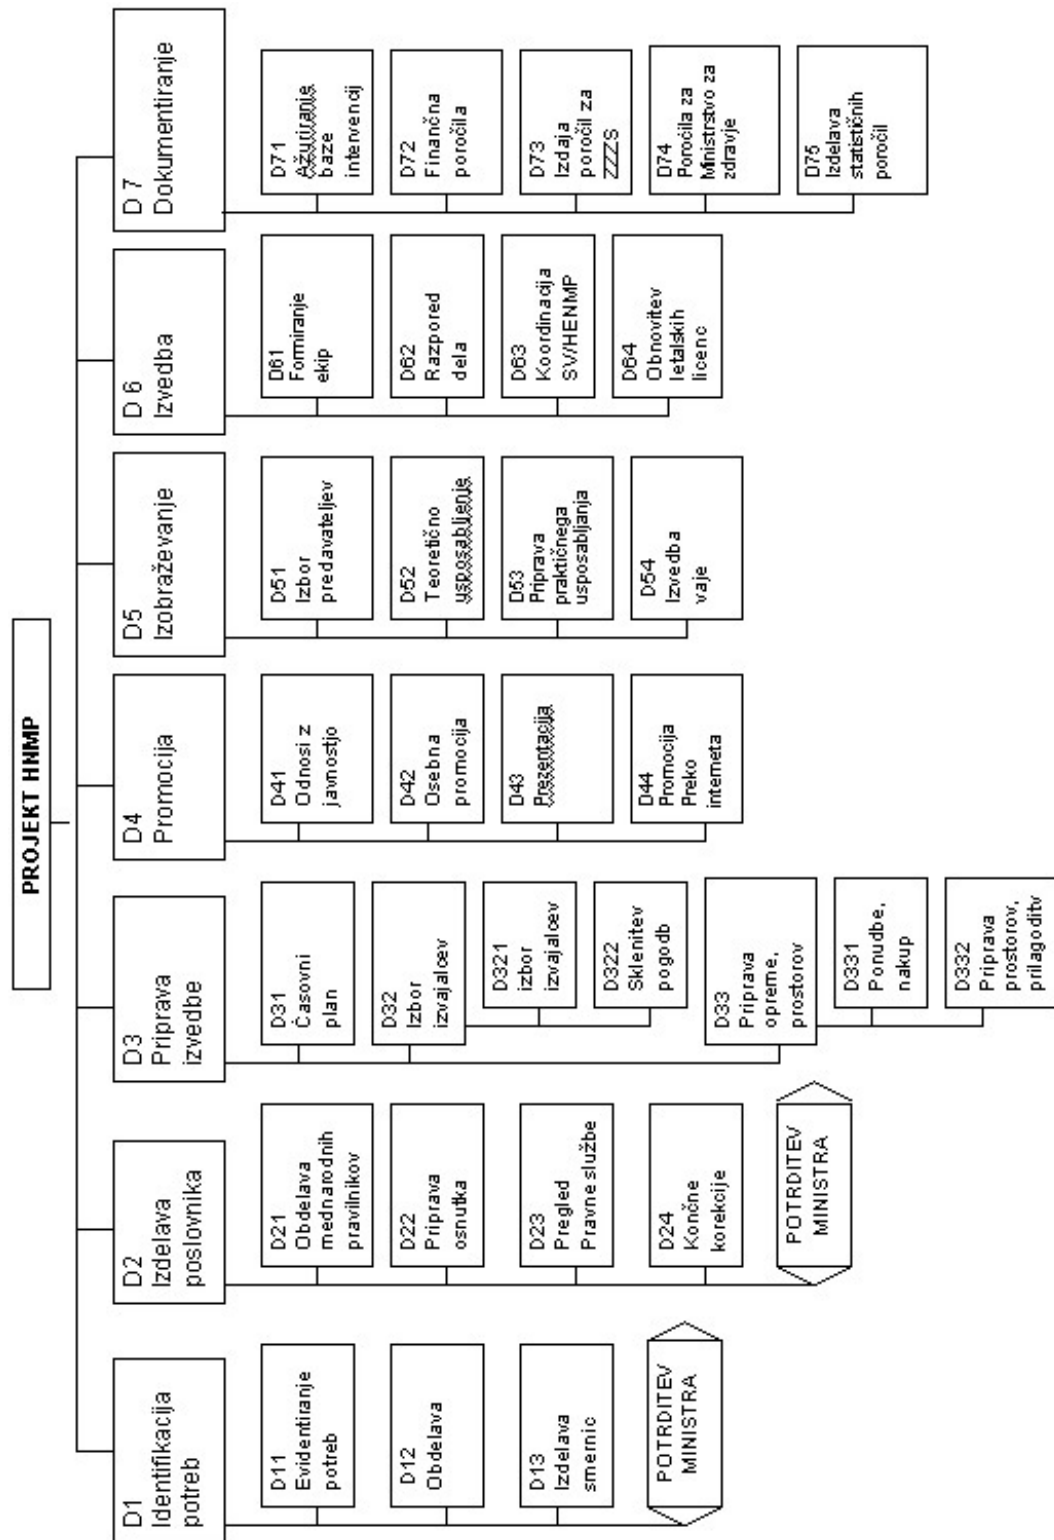 PROJEKT HNMP
D1
Identifikacija
potreb
D11
Evidentiranje
potreb
D12
Obdelava
D13
Izdelava
smernic
POTRDITEV
MINISTRA
D2
Izdelava
poslovnika
D21
Obdelava
mednarodnih
pravilnikov
D22
Priprava
osnutka
D23
Pregled
Pravne službe
D24
Končne
korekcije
POTRDITEV
MINISTRA
D3
Priprava
izvedbe
D31
Časovni
plan
D32
Izbor
izvajalcev
D321
izbor
izvajalcev
D322
Sklenitev
pogodb
D33
Priprava
opreme,
prostorov
D331
Ponudbe,
nakup
D332
Priprava
prostorov,
prilagoditv
D4
Promocija
D41
Odnosi z
javnostjo
D42
Osebna
promocija
D43
Prezentacija
D44
Promocija
Preko
interneta
D5
Izobraževanje
D51
Izbor
predavateljev
D52
Teoretično
usposabljenje
D53
Priprava
praktičnega
usposabljanja
D54
Izvedba
vaje
D 6
Izvedba
D61
Formiranje
ekip
D62
Razpored
dela
D63
Koordinacija
SV/HENMP
D64
Obnovitev
letalskih
licenc
D 7
Dokumentiranje
D71
Ažuriranje
baze
intervencij
D72
Finančna
poročila
D73
Izdaja
poročil za
ZZZS
D74
Poročila za
Ministrstvo za
zdravje
D75
Izdelava
statističnih
poročil